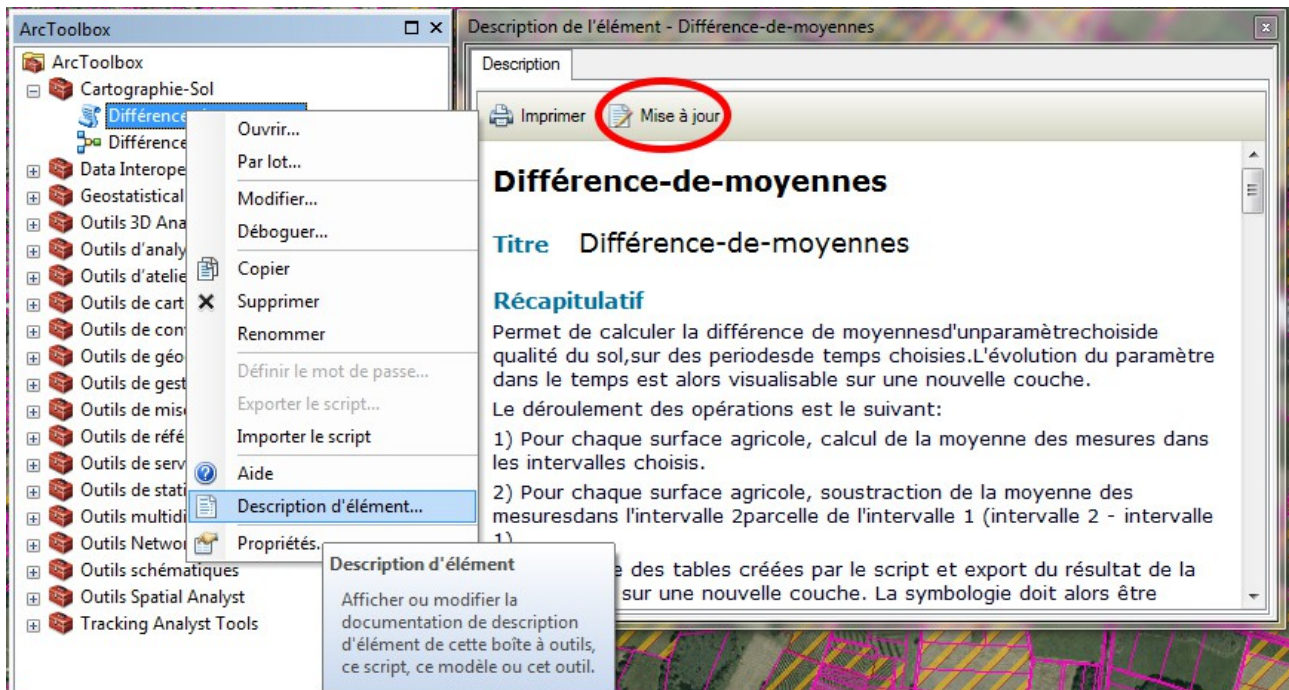 ArcToolbox
ArcToolbox
Cartographie-Sol
Différence
Différence
Data Interope
Geostatistical
Outils 3D Ana
Outils d'analy
Outils d'atelie
Outils de cart
Outils de con
Outils de géo
Outils de gest
Outils de mis
Outils de réfé
Outils de serv
Outils de stati
Outils multidi
Outils Networ
Outils schématiques
Outils Spatial Analyst
Tracking Analyst Tools
Ouvrir...
Par lot...
Modifier...
Déboguer...
Copier
Supprimer
Renommer
Définir le mot de passe...
Exporter le script...
Importer le script
Aide
Description d'élément...
Propriétés...
Description d'élément
Afficher ou modifier la
documentation de description
d'élément de cette boîte à outils,
ce script, ce modèle ou cet outil.
Description de l'élément - Différence-de-moyennes
Description
Imprimer Mise à jour
Différence-de-moyennes
Titre Différence-de-moyennes
Récapitulatif
Permet de calculer la différence de moyennesd'unparamètrechoiside
qualité du sol,sur des periodesde temps choisies.L'évolution du paramètre
dans le temps est alors visualisable sur une nouvelle couche.
Le déroulement des opérations est le suivant:
1) Pour chaque surface agricole, calcul de la moyenne des mesures dans
les intervalles choisis.
2) Pour chaque surface agricole, soustraction de la moyenne des
mesuresdans l'intervalle 2parcelle de l'intervalle 1 (intervalle 2 - intervalle
1)
e des tables créées par le script et export du résultat de la
sur une nouvelle couche. La symbologie doit alors être